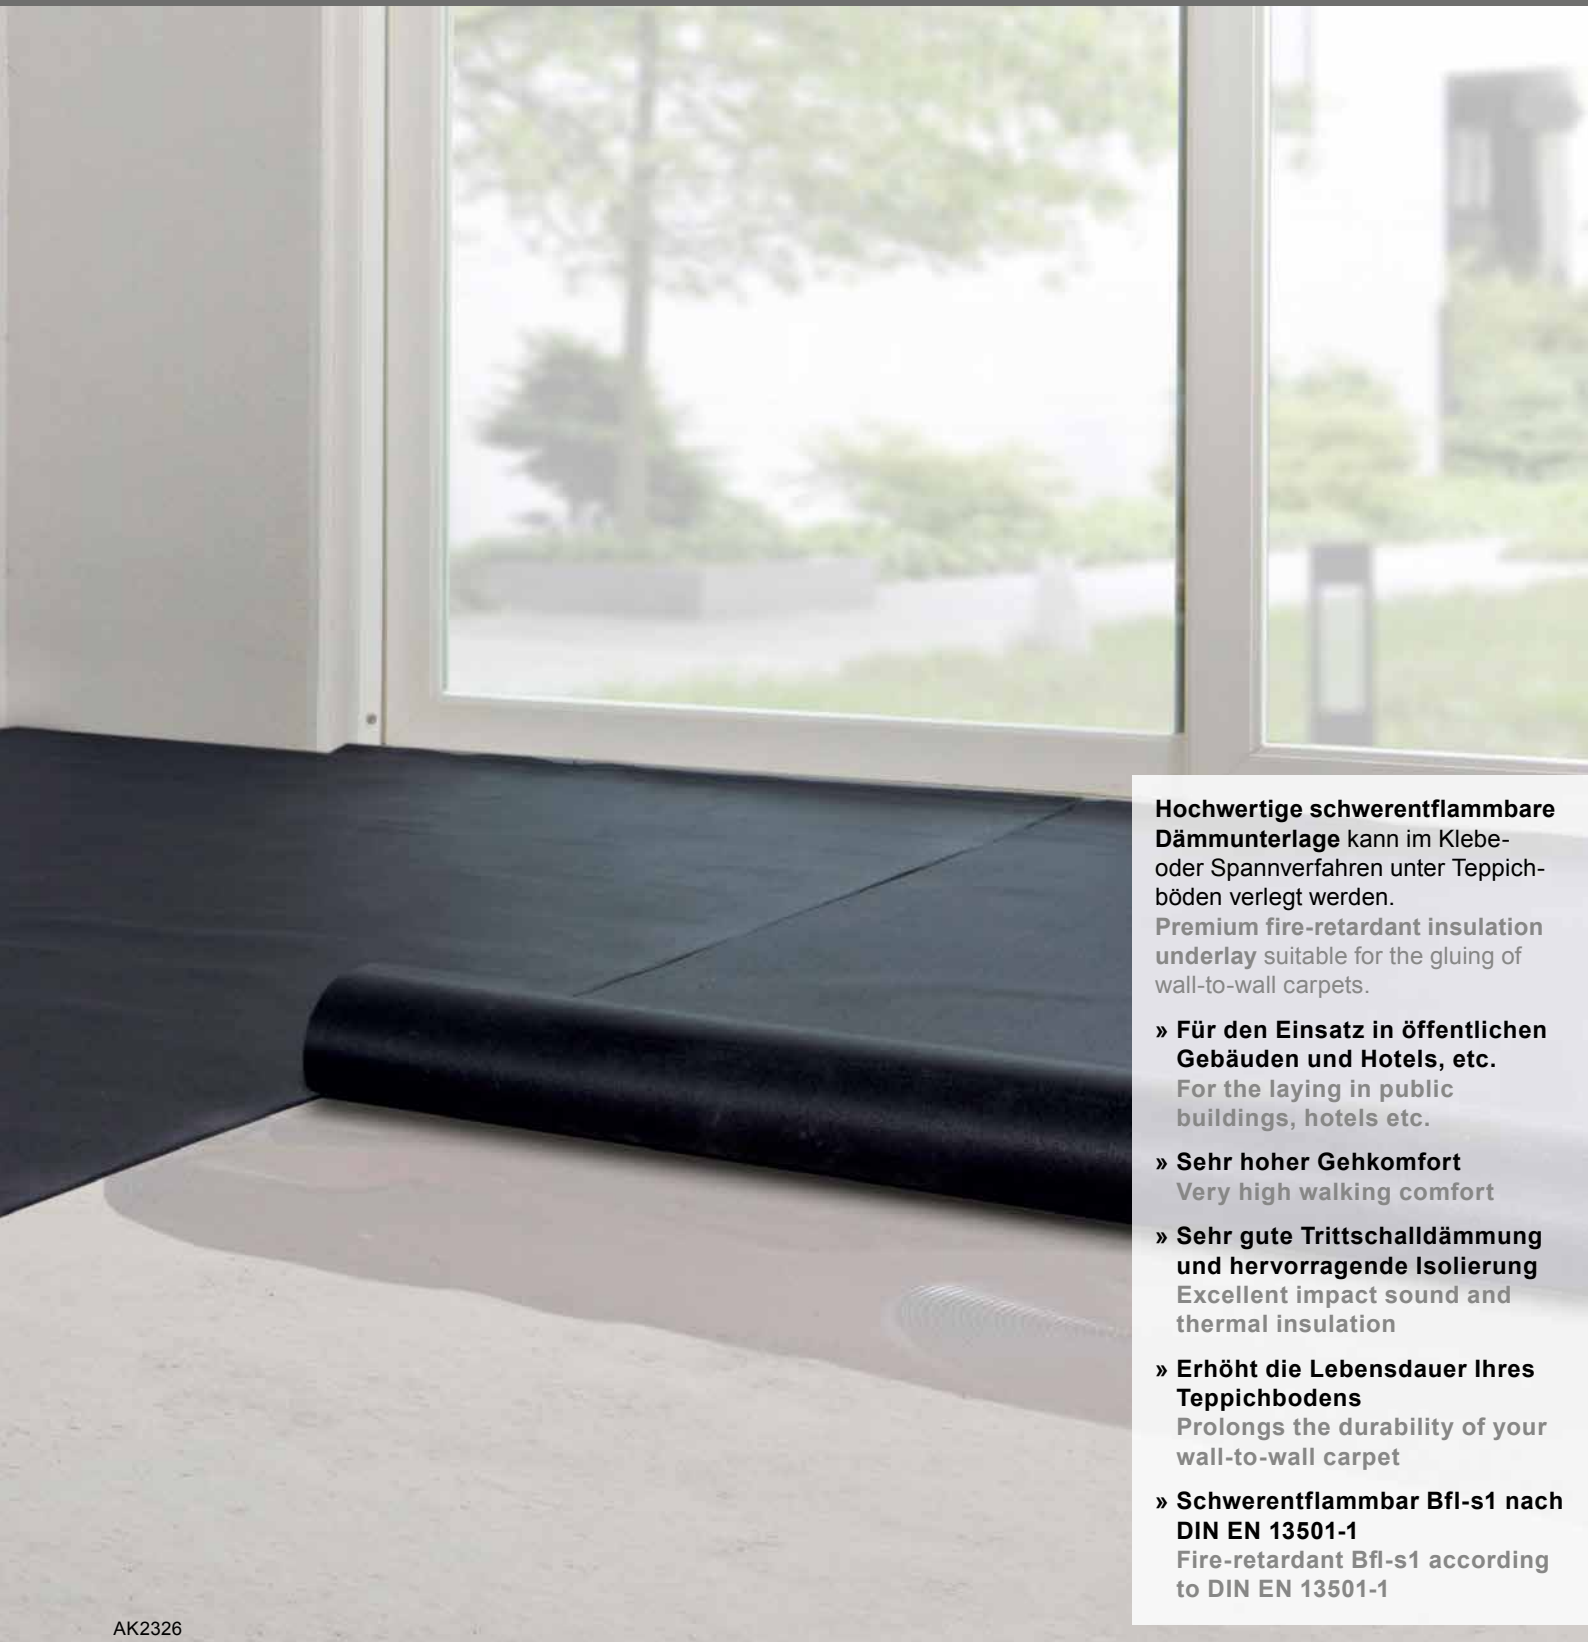 Hochwertige schwerentflammbare
Dämmunterlage kann im Klebe-
oder Spannverfahren unter Teppich-
böden verlegt werden.
Premium fire-retardant insulation
underlay suitable for the gluing of
wall-to-wall carpets.
» Für den Einsatz in öffentlichen
Gebäuden und Hotels, etc.
For the laying in public
buildings, hotels etc.
» Sehr hoher Gehkomfort
Very high walking comfort
» Sehr gute Trittschalldämmung
und hervorragende Isolierung
Excellent impact sound and
thermal insulation
» Erhöht die Lebensdauer Ihres
Teppichbodens
Prolongs the durability of your
wall-to-wall carpet
» Schwerentflammbar Bfl-s1 nach
DIN EN 13501-1
Fire-retardant Bfl-s1 according
to DIN EN 13501-1
AK2326